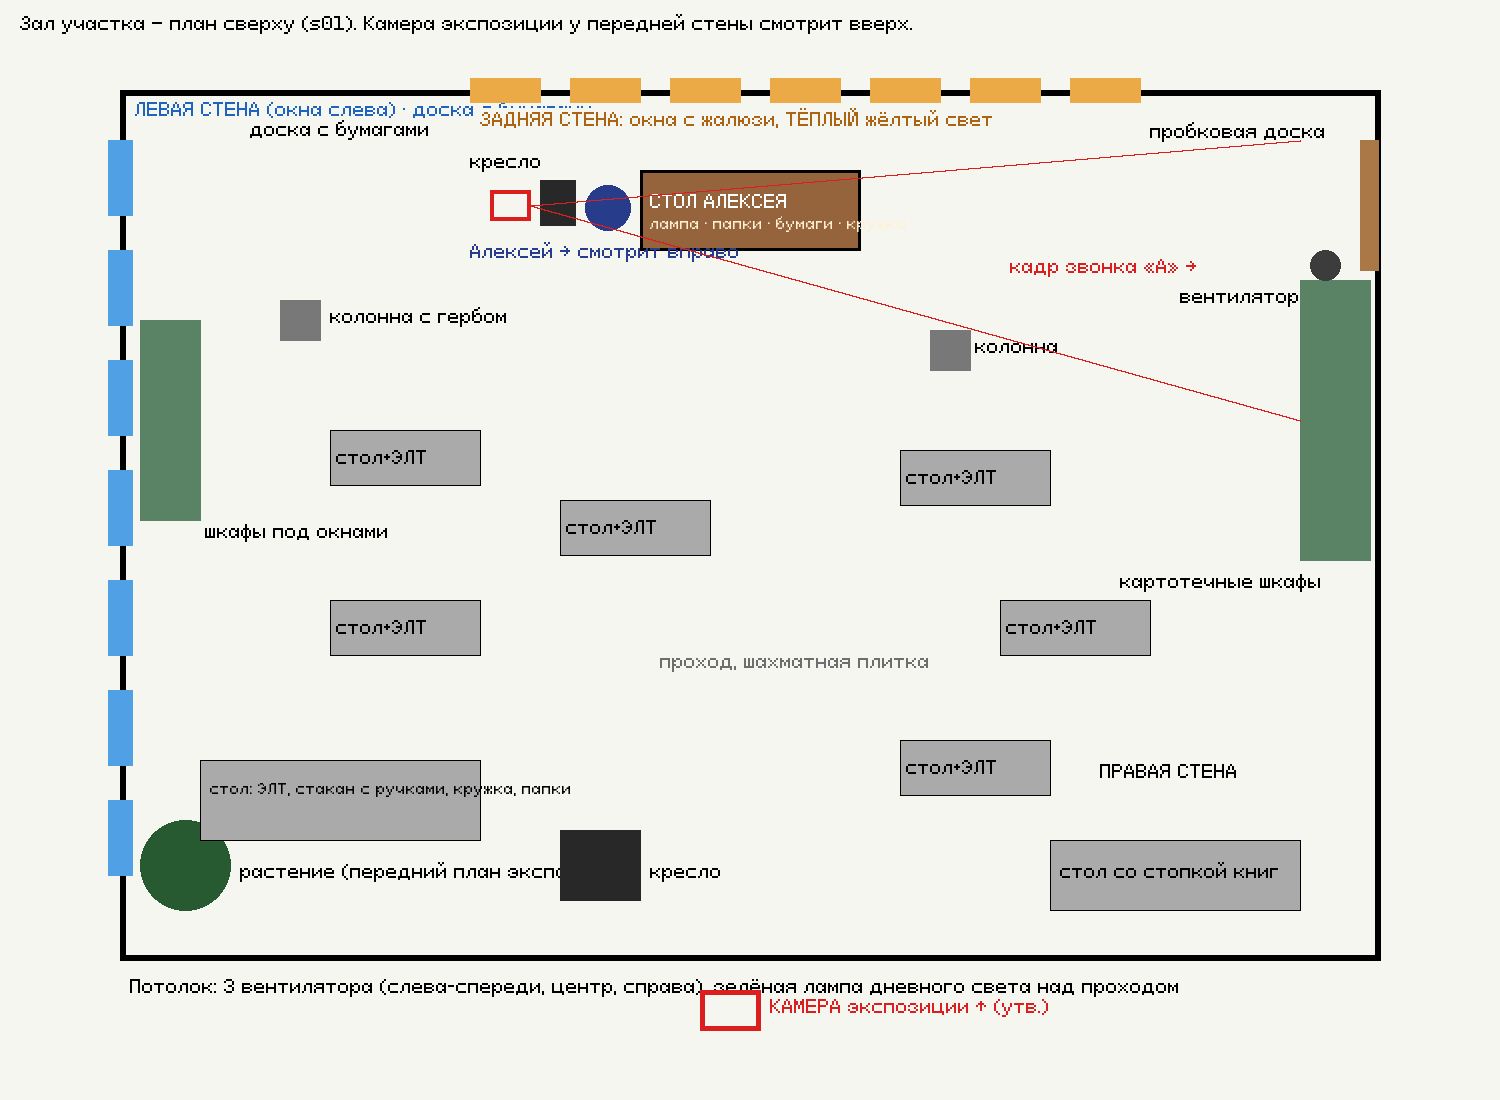 Зал участка — план сверху (s01). Камера экспозиции у передней стены смотрит вверх.
ЛЕВАЯ СТЕНА (окна слева) · доска с бумагами
ЗАДНЯЯ СТЕНА: окна с жалюзи, ТЁПЛЫЙ жёлтый свет
доска с бумагами
пробковая доска
кресло
СТОЛ АЛЕКСЕЯ
лампа · папки · бумаги · кружка
Алексей → смотрит вправо
кадр звонка «А» →
вентилятор
колонна с гербом
колонна
стол+ЭЛТ
стол+ЭЛТ
стол+ЭЛТ
шкафы под окнами
картотечные шкафы
стол+ЭЛТ
стол+ЭЛТ
проход, шахматная плитка
стол+ЭЛТ
ПРАВАЯ СТЕНА
стол: ЭЛТ, стакан с ручками, кружка, папки
растение (передний план
кресло
стол со стопкой книг
Потолок: 3 вентилятора (слева-спереди, центр, справа), зелёная лампа дневного света над проходом
КАМЕРА экспозиции ↑ (утв.)